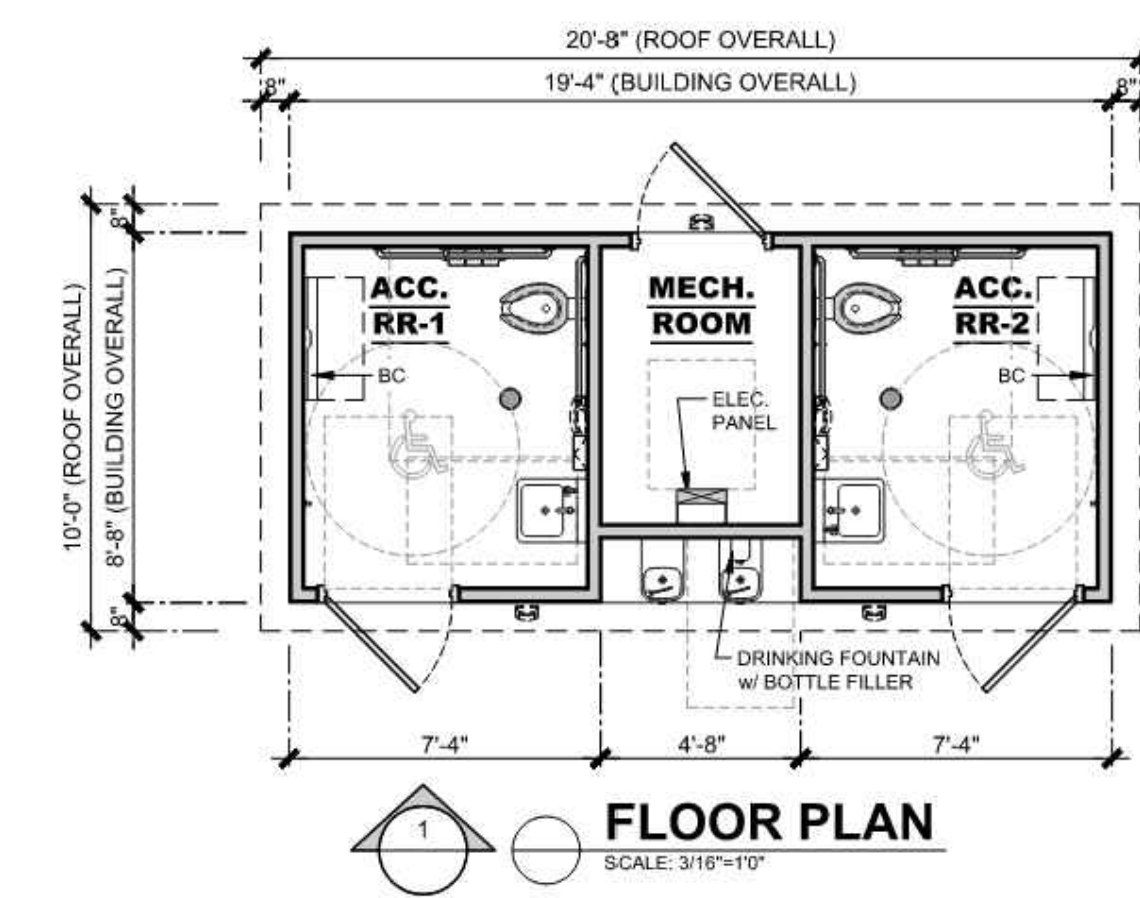 20'-8" (ROOF OVERALL)
8"
19'-4" (BUILDING OVERALL)
8"
8"
10'-0" (ROOF OVERALL)
8'-8" (BUILDING OVERALL)
8"
ACC.
RR-1
MECH.
ROOM
ACC.
RR-2
BC
BC
ELEC.
PANEL
DRINKING FOUNTAIN
w/ BOTTLE FILLER
7'-4"
4'-8"
7'-4"
1
FLOOR PLAN
SCALE: 3/16"=1'0"